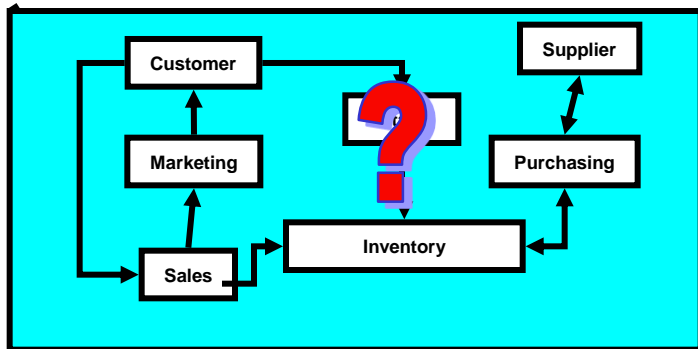 Customer
Supplier
?
Marketing
Purchasing
Inventory
Sales